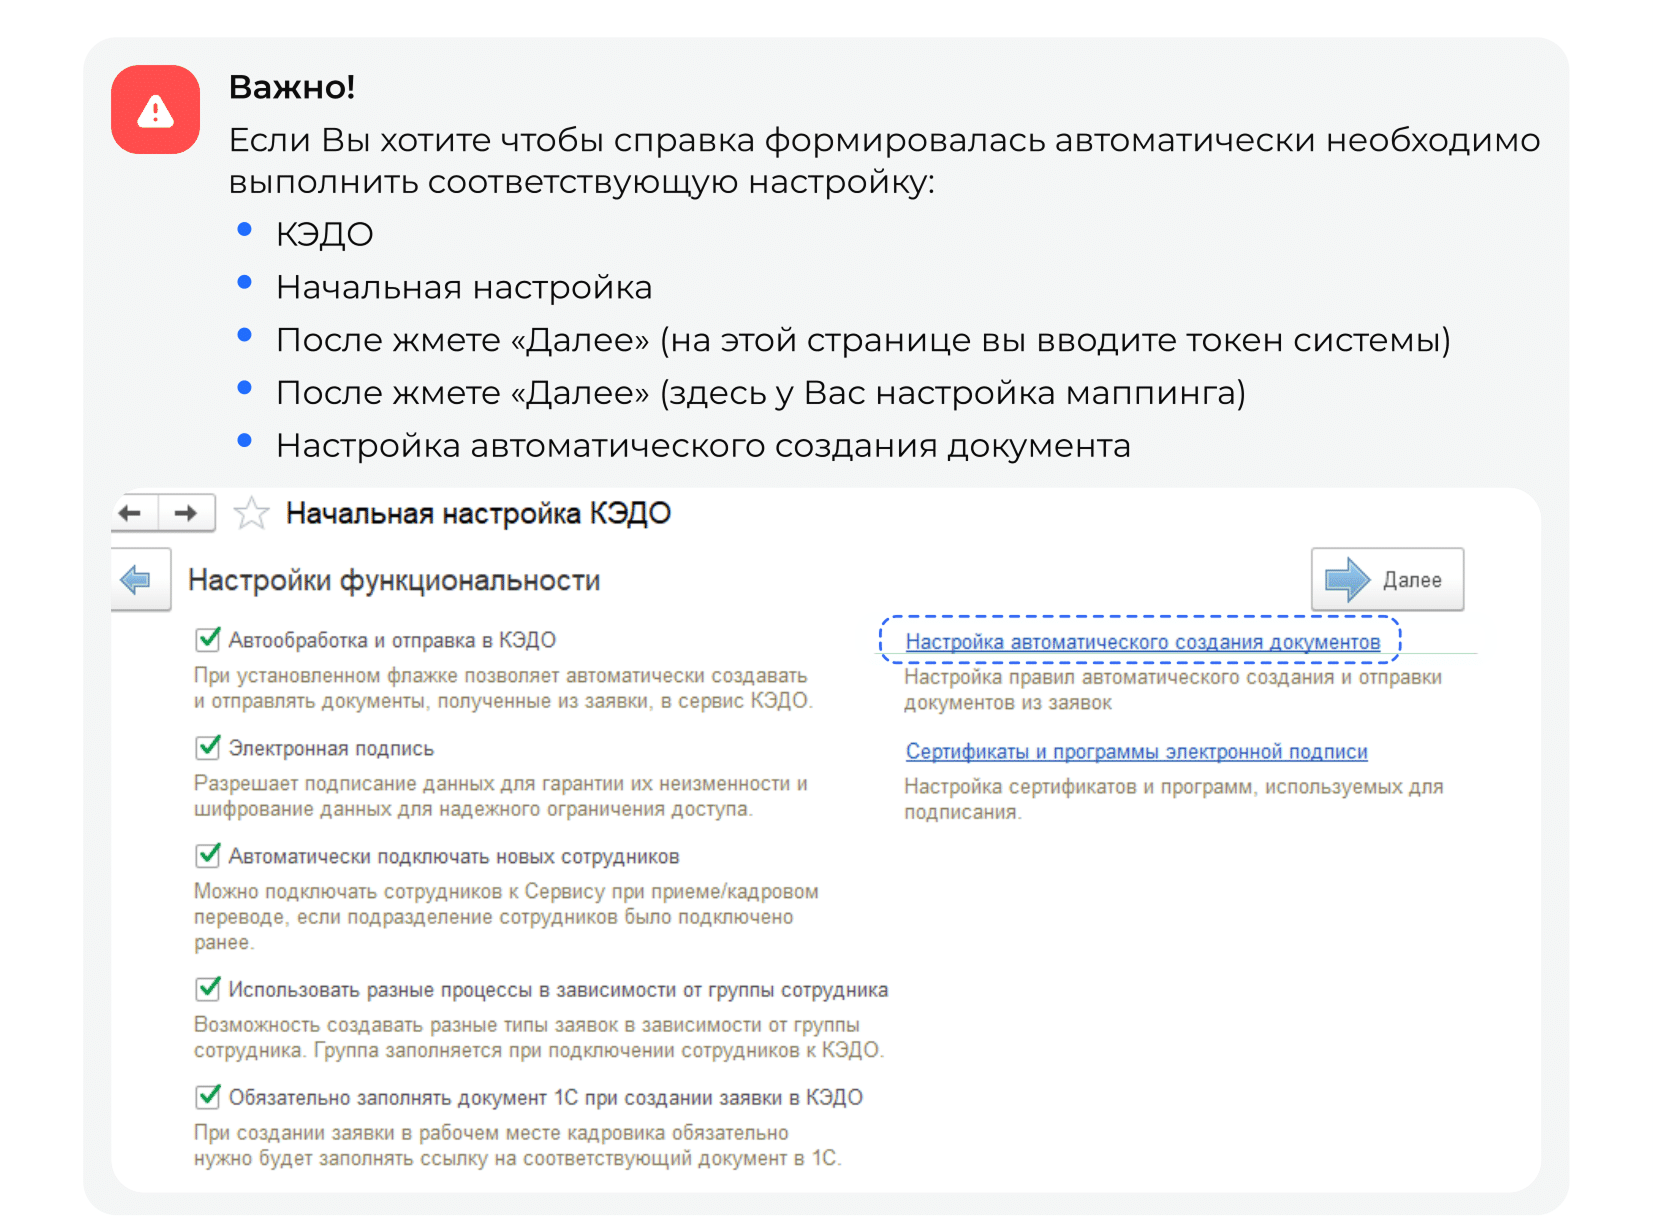 Важно!
Если Вы хотите чтобы справка формировалась автоматически необходимо
выполнить соответствующую настройку:
КЭДО
Начальная настройка
После жмете «Далее» (на этой странице вы вводите токен системы)
После жмете «Далее» (здесь у Вас настройка маппинга)
Настройка автоматического создания документа
Начальная настройка КЭДО
Настройки функциональности
Далее
Автообработка и отправка в КЭДО
При установленном флажке позволяет автоматически создавать
и отправлять документы, полученные из заявки, в сервис КЭДО.
Настройка автоматического создания документов
Настройка правил автоматического создания и отправки
документов из заявок
Электронная подпись
Разрешает подписание данных для гарантии их неизменности и
шифрование данных для надежного ограничения доступа.
Сертификаты и программы электронной подписи
Настройка сертификатов и программ, используемых для
подписания.
Автоматически подключать новых сотрудников
Можно подключать сотрудников к Сервису при приеме/кадровом
переводе, если подразделение сотрудников было подключено
ранее.
Использовать разные процессы в зависимости от группы сотрудника
Возможность создавать разные типы заявок в зависимости от группы
сотрудника. Группа заполняется при подключении сотрудников к КЭДО.
Обязательно заполнять документ 1С при создании заявки в КЭДО
При создании заявки в рабочем месте кадровика обязательно
нужно будет заполнять ссылку на соответствующий документ в 1С.